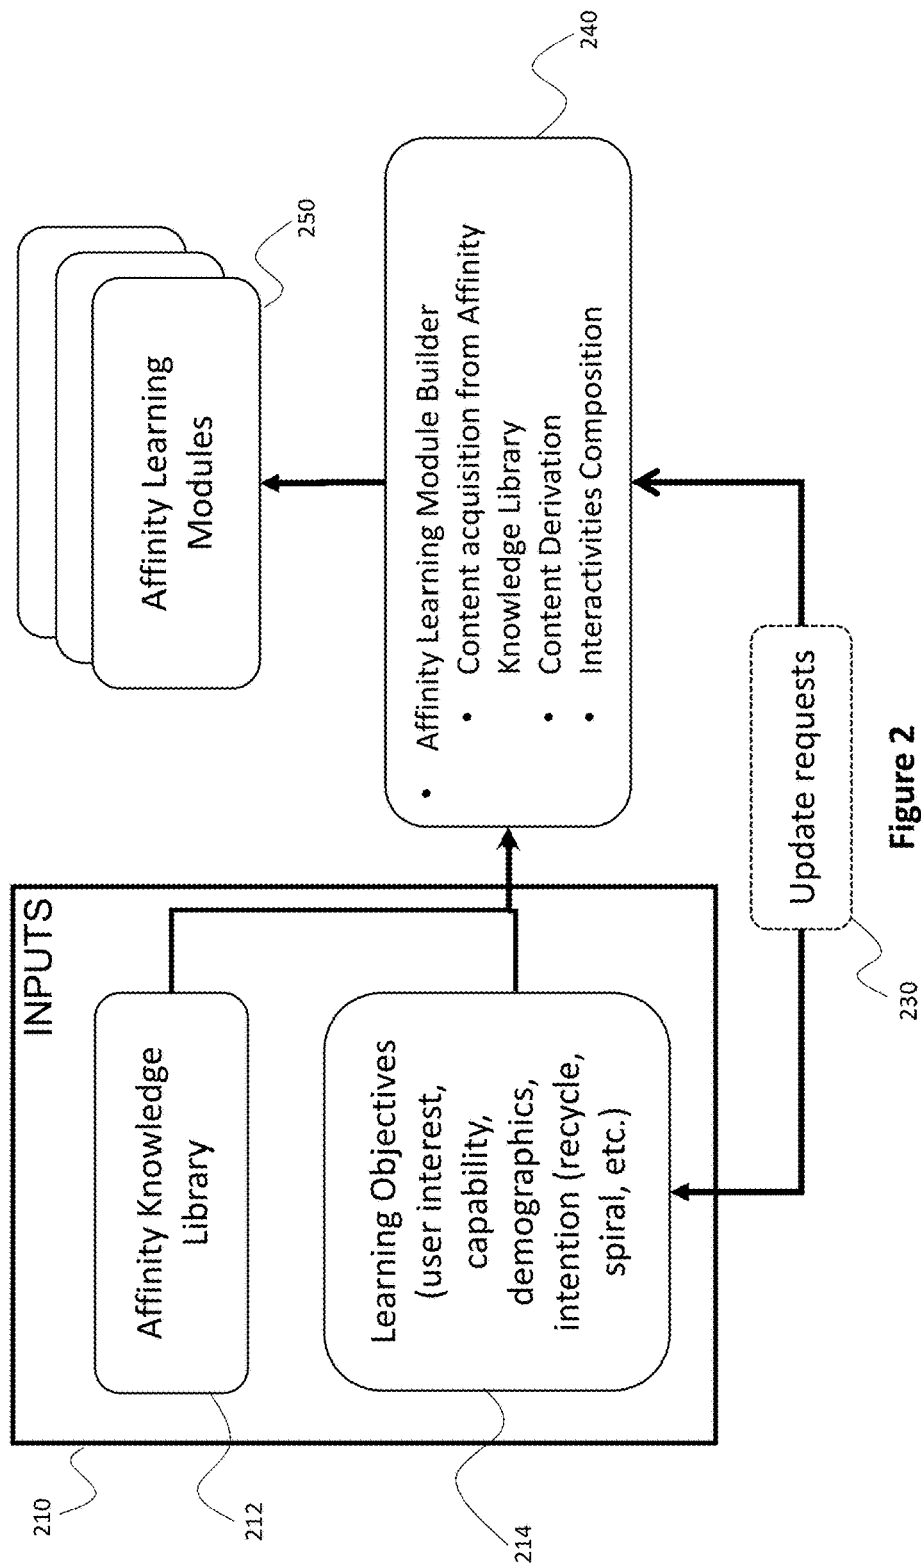 INPUTS
210
Affinity Knowledge
Library
212
Learning Objectives
(user interest,
capability,
demographics,
intention (recycle,
spiral, etc.)
214
Affinity Learning
Modules
250
• Affinity Learning Module Builder
• Content acquisition from Affinity
Knowledge Library
• Content Derivation
• Interactivities Composition
240
Update requests
230
Figure 2